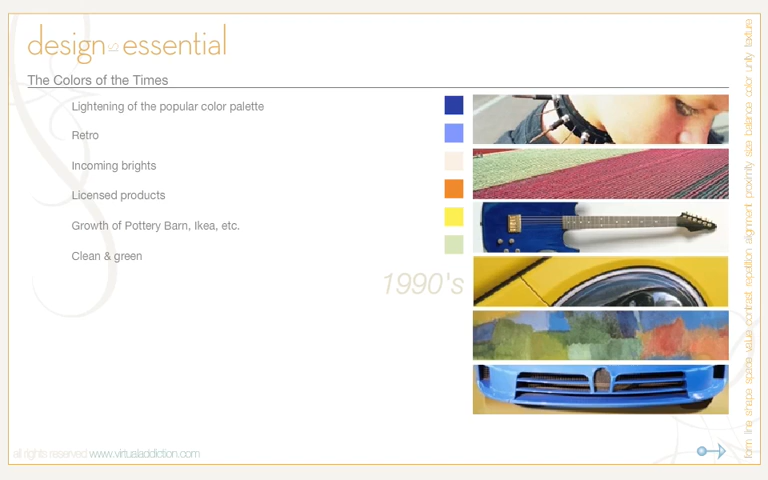 design is essential
The Colors of the Times
Lightening of the popular color palette
Retro
Incoming brights
Licensed products
Growth of Pottery Barn, Ikea, etc.
Clean & green
1990's
form line shape space value contrast repetition alignment proximity size balance color unity texture
all rights reserved www.virtualaddiction.com